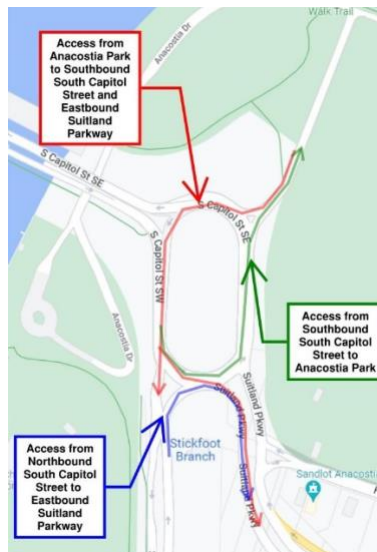 Walk Trail
Anacostia Dr
Access from
Anacostia Park
to Southbound
South Capitol
Street and
Eastbound
Suitland
Parkway
S Capitol St SE
S Capitol St SE
S Capitol St SW
Anacostia Dr
Access from
Southbound
South Capitol
Street to
Anacostia Park
Suitland Pkwy
Suitland Pkwy
Stickfoot
Branch
Suitland Pkwy
Sandlot Anacostia
Access from
Northbound
South Capitol
Street to
Eastbound
Suitland
Parkway